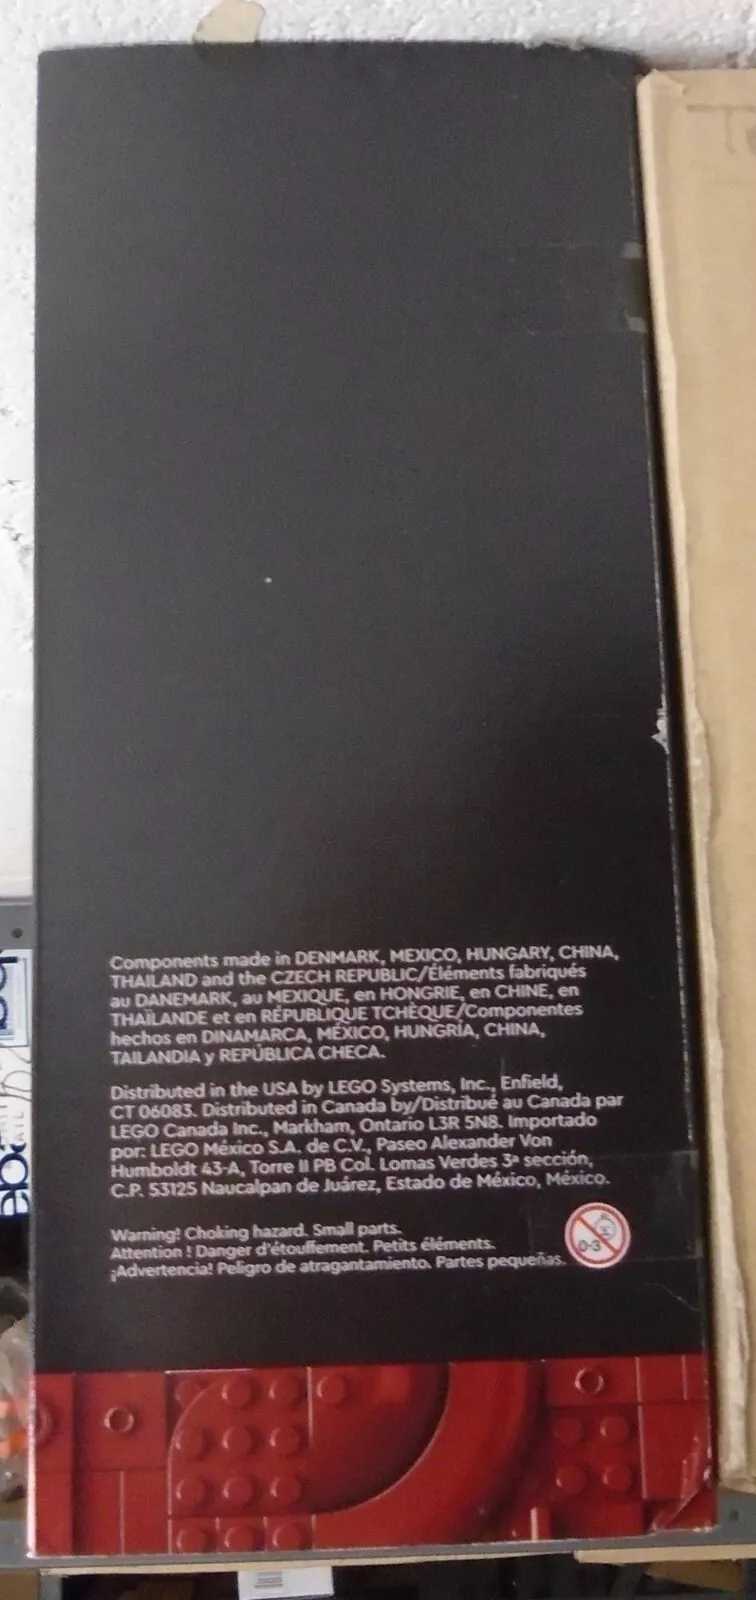 Components made in DENMARK, MEXICO, HUNGARY, CHINA,
THAILAND and the CZECH REPUBLIC/Éléments fabriqués
au DANEMARK, au MEXIQUE, en HONGRIE, en CHINE, en
THAÏLANDE et en RÉPUBLIQUE TCHÈQUE/Componentes
hechos en DINAMARCA, MÉXICO, HUNGRÍA, CHINA,
TAILANDIA y REPÚBLICA CHECA.
Distributed in the USA by LEGO Systems, Inc., Enfield,
CT 06083. Distributed in Canada by/Distribué au Canada par
LEGO Canada Inc., Markham, Ontario L3R 5N8. Importado
por: LEGO México S.A. de C.V., Paseo Alexander Von
Humboldt 43-A, Torre II PB Col. Lomas Verdes 3ª sección,
C.P. 53125 Naucalpan de Juárez, Estado de México, México.
Warning! Choking hazard. Small parts.
Attention ! Danger d'étouffement. Petits éléments.
¡Advertencia! Peligro de atragantamiento. Partes pequeñas.
0-3